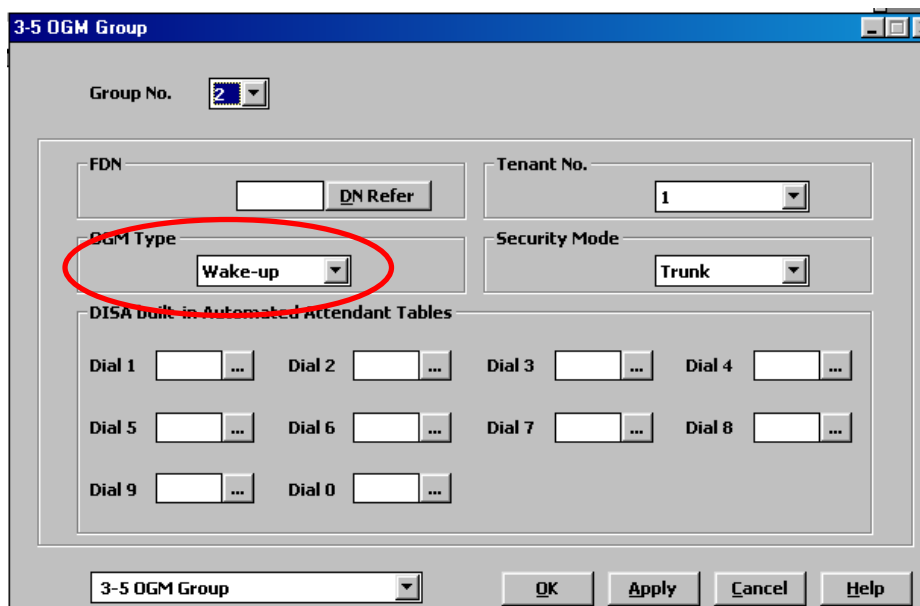 3-5 OGM Group
Group No. 2
FDN
DN Refer
Tenant No.
1
OGM Type
Wake-up
Security Mode
Trunk
DISA built-in Automated Attendant Tables
Dial 1 ... Dial 2 ... Dial 3 ... Dial 4 ...
Dial 5 ... Dial 6 ... Dial 7 ... Dial 8 ...
Dial 9 ... Dial 0 ...
3-5 OGM Group OK Apply Cancel Help